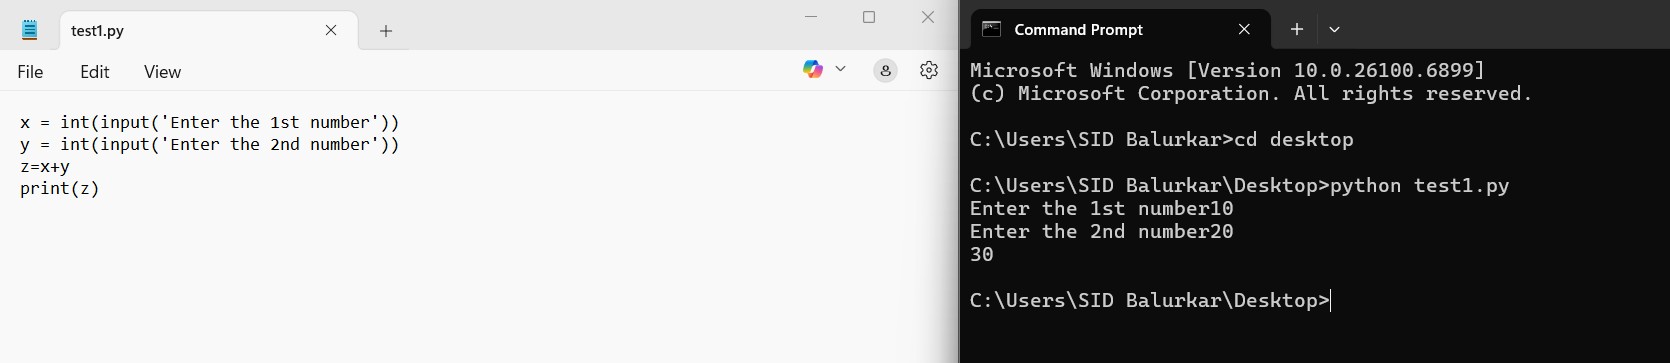 test1.py
File Edit View
x = int(input('Enter the 1st number'))
y = int(input('Enter the 2nd number'))
z=x+y
print(z)
Command Prompt
Microsoft Windows [Version 10.0.26100.6899]
(c) Microsoft Corporation. All rights reserved.
C:\Users\SID Balurkar>cd desktop
C:\Users\SID Balurkar\Desktop>python test1.py
Enter the 1st number10
Enter the 2nd number20
30
C:\Users\SID Balurkar\Desktop>